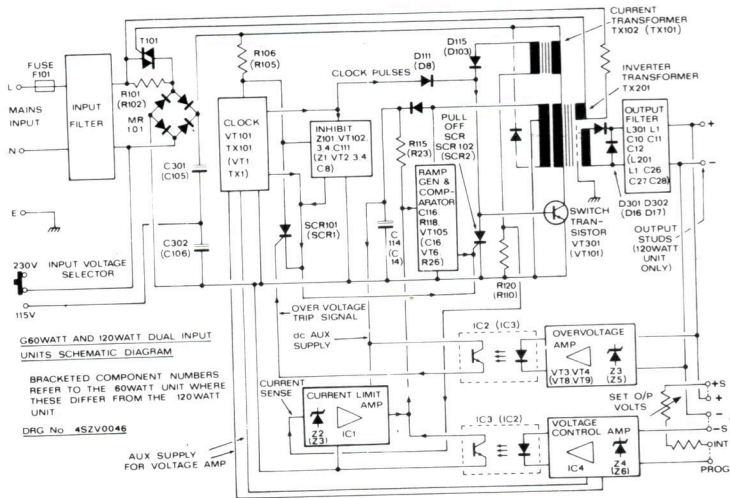 CURRENT
TRANSFORMER
TX102 (TX101)
T101
D115
(D103)
R106
(R105)
D111
(D8)
CLOCK PULSES
FUSE
F101
L
MAINS
INPUT
N
E
INPUT
FILTER
R101
(R102)
MR
101
CLOCK
VT101
TX101
(VT1
TX1)
INHIBIT
Z101 VT102.
3.4.C111
(Z1 VT2 3.4
C8)
PULL
OFF
SCR
SCR102
(SCR2)
R115
(R23)
INVERTER
TRANSFORMER
TX201
OUTPUT
FILTER
L301 L1
C10 C11
C12
(L201
L1 C26
C27 C28)
+
-
C301
(C105)
C302
(C106)
SCR101
(SCR1)
C
114
(C
14)
RAMP
GEN &
COMP-
ARATOR
C116
R118.
VT105
(C16
VT6
R26)
D301 D302
(D16 D17)
SWITCH
TRAN-
SISTOR
VT301
(VT101)
OUTPUT
STUDS
(120WATT
UNIT
ONLY)
R120
(R110)
230V
INPUT VOLTAGE
SELECTOR
115V
OVER VOLTAGE
TRIP SIGNAL
dc AUX
SUPPLY
IC2 (IC3)
OVERVOLTAGE
AMP
VT3 VT4
(VT8 VT9)
Z3
(Z5)
G60WATT AND 120WATT DUAL INPUT
UNITS SCHEMATIC DIAGRAM
BRACKETED COMPONENT NUMBERS
REFER TO THE 60WATT UNIT WHERE
THESE DIFFER FROM THE 120WATT
UNIT
DRG No 4SZV0046
CURRENT
SENSE
CURRENT LIMIT
AMP
Z2
(Z3)
IC1
IC3 (IC2)
VOLTAGE
CONTROL AMP
IC4
Z4
(Z6)
SET O/P
VOLTS
+S
+
-
-S
INT
PROG
AUX SUPPLY
FOR VOLTAGE AMP